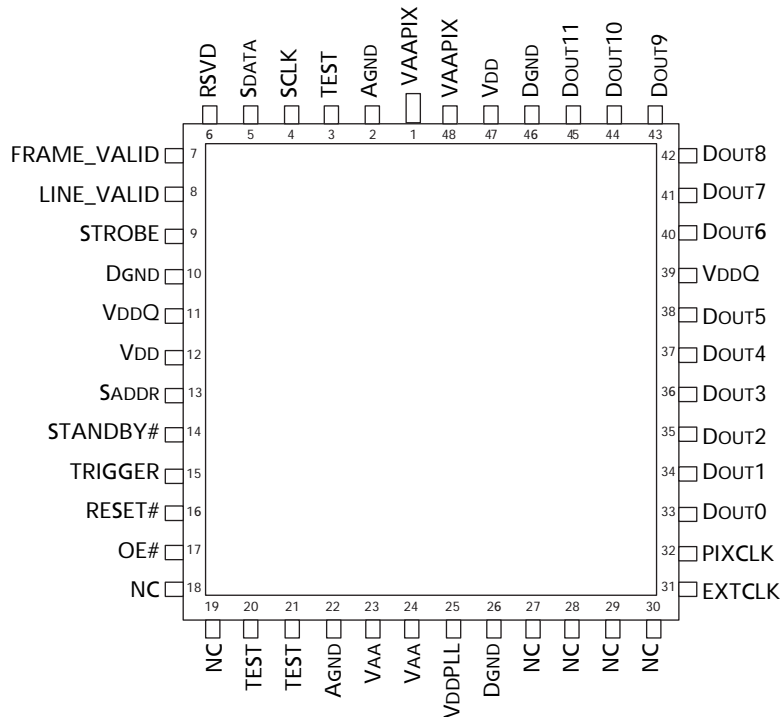 RSVD
SDATA
SCLK
TEST
AGND
VAAPIX
VAAPIX
VDD
DGND
DOUT11
DOUT10
DOUT9
6 5 4 3 2 1 48 47 46 45 44 43
FRAME_VALID 7
LINE_VALID 8
STROBE 9
DGND 10
VDDQ 11
VDD 12
SADDR 13
STANDBY# 14
TRIGGER 15
RESET# 16
OE# 17
NC 18
42 DOUT8
41 DOUT7
40 DOUT6
39 VDDQ
38 DOUT5
37 DOUT4
36 DOUT3
35 DOUT2
34 DOUT1
33 DOUT0
32 PIXCLK
31 EXTCLK
19 20 21 22 23 24 25 26 27 28 29 30
NC
TEST
TEST
AGND
VAA
VAA
VDDPLL
DGND
NC
NC
NC
NC